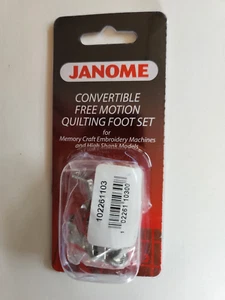 JANOME
CONVERTIBLE
FREE MOTION
QUILTING FOOT SET
for
Memory Craft Embroidery Machines
and High Shank Models
102261103